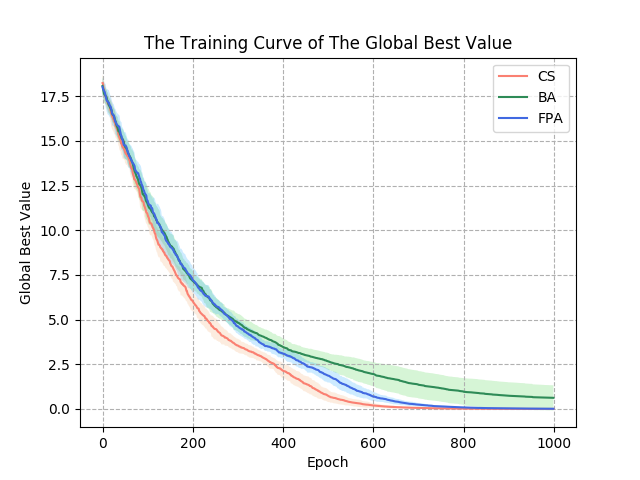 The Training Curve of The Global Best Value
CS
BA
FPA
Global Best Value
17.5
15.0
12.5
10.0
7.5
5.0
2.5
0.0
0 200 400 600 800 1000
Epoch